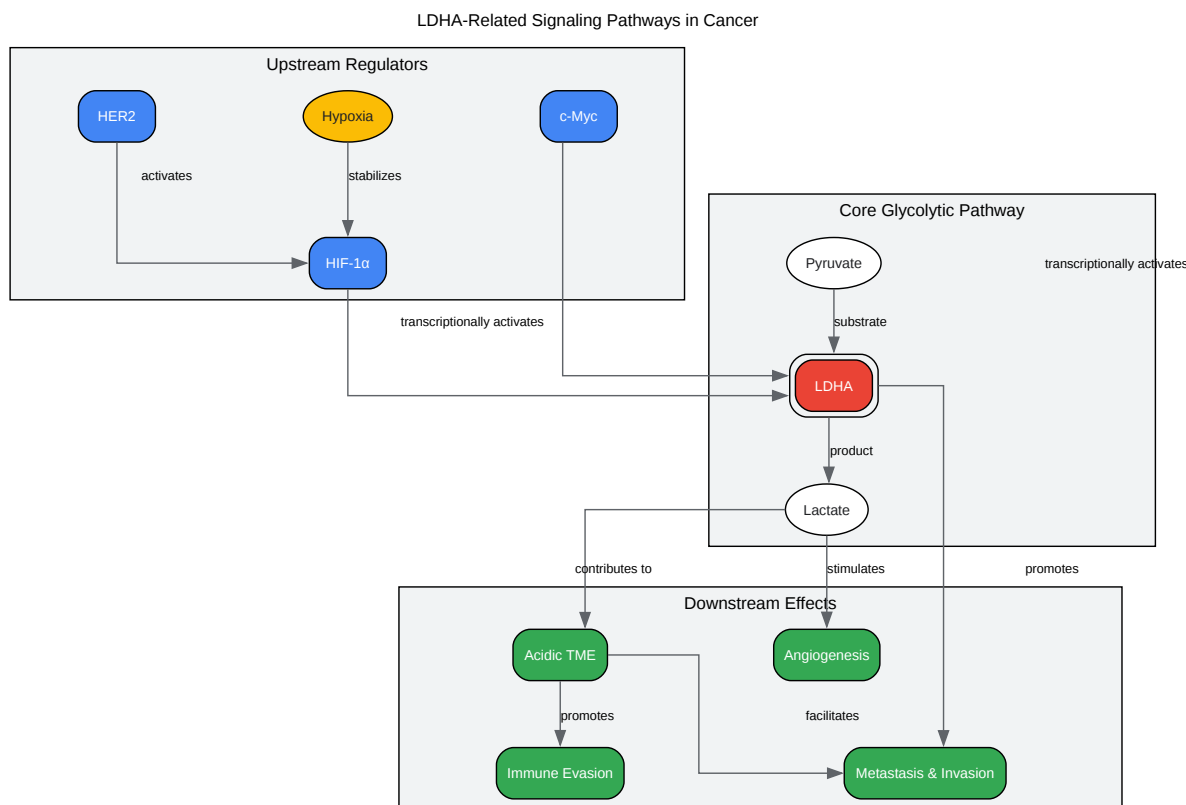 LDHA-Related Signaling Pathways in Cancer
Upstream Regulators
HER2
Hypoxia
c-Myc
activates
stabilizes
HIF-1α
transcriptionally activates
Core Glycolytic Pathway
Pyruvate
transcriptionally activates
substrate
LDHA
product
Lactate
contributes to
stimulates
promotes
Downstream Effects
Acidic TME
Angiogenesis
promotes
facilitates
Immune Evasion
Metastasis & Invasion